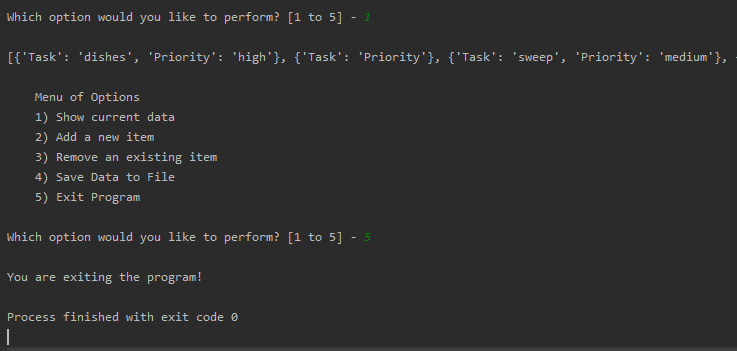 Which option would you like to perform? [1 to 5] - 1
[{'Task': 'dishes', 'Priority': 'high'}, {'Task': 'Priority'}, {'Task': 'sweep', 'Priority': 'medium'},
Menu of Options
1) Show current data
2) Add a new item
3) Remove an existing item
4) Save Data to File
5) Exit Program
Which option would you like to perform? [1 to 5] - 5
You are exiting the program!
Process finished with exit code 0